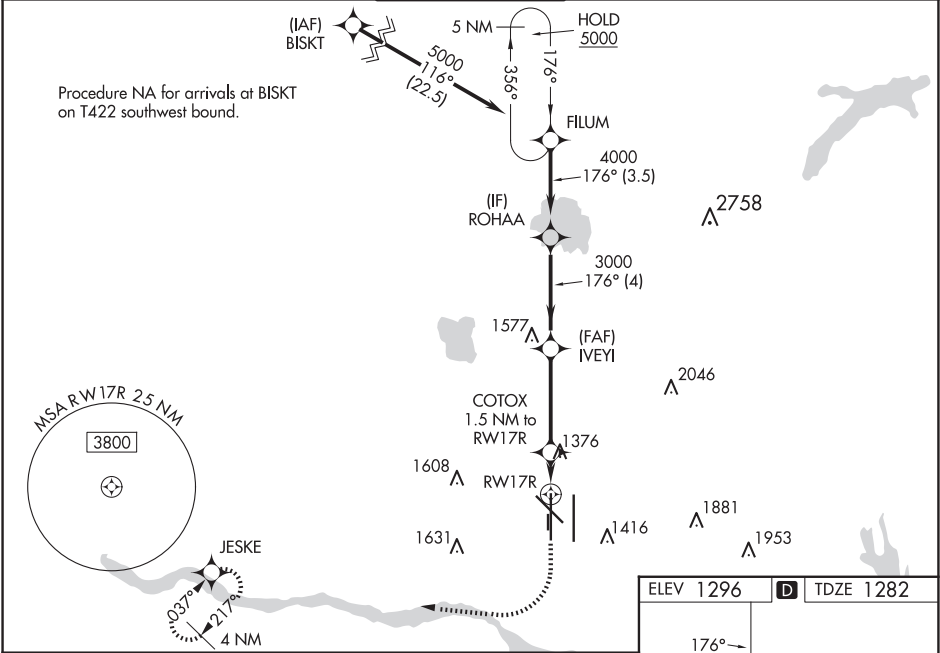 (IAF)
BISKT
5000
116°
(22.5)
5 NM
HOLD
5000
356°
176°
Procedure NA for arrivals at BISKT
on T422 southwest bound.
FILUM
4000
176° (3.5)
(IF)
ROHAA
2758
3000
176° (4)
1577
(FAF)
IVEYI
2046
COTOX
1.5 NM to
RW17R
1376
MSA RW17R 25 NM
3800
1608
RW17R
1631
1416
1881
1953
JESKE
037°
217°
4 NM
ELEV 1296
D
TDZE 1282
176°